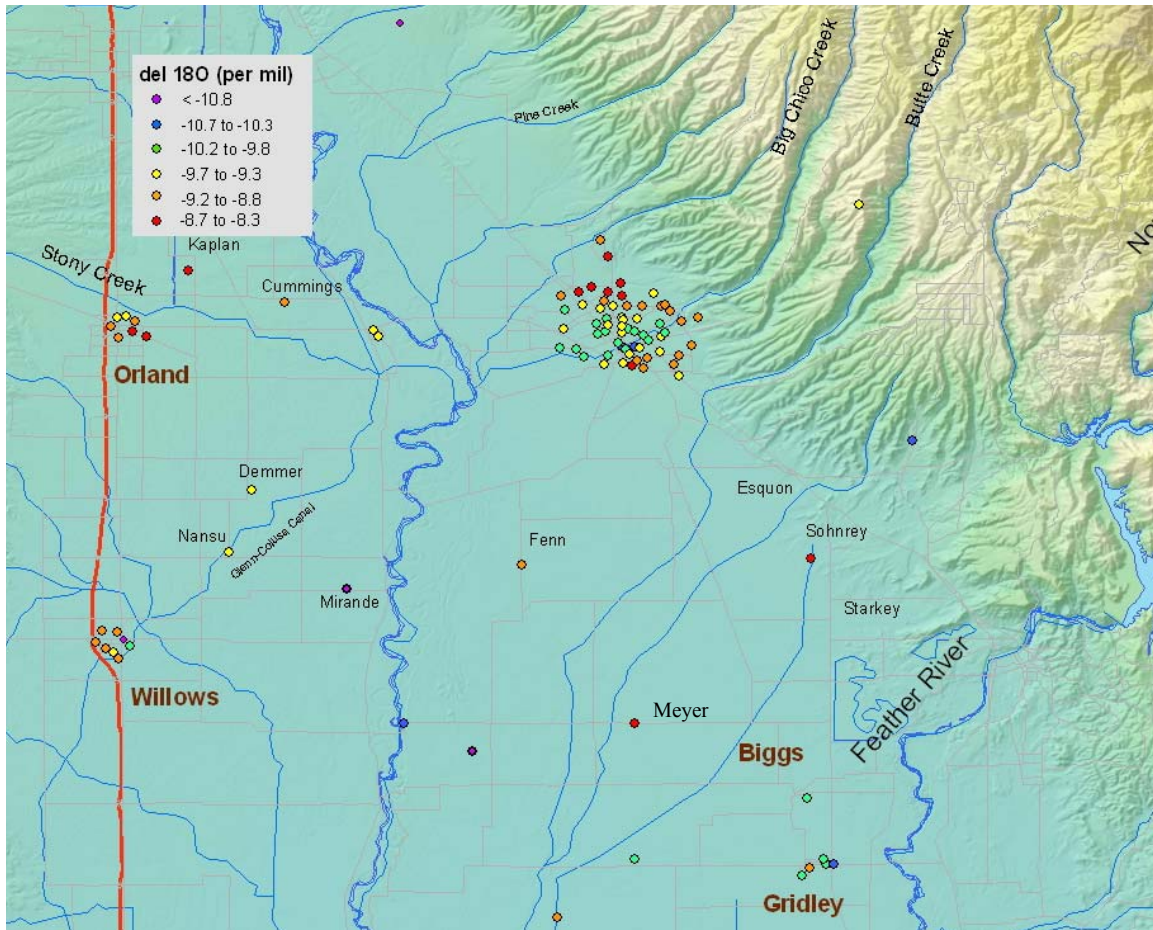 del 18O (per mil)
< -10.8
-10.7 to -10.3
-10.2 to -9.8
-9.7 to -9.3
-9.2 to -8.8
-8.7 to -8.3
Pine Creek
Big Chico Creek
Butte Creek
No
Kaplan
Stony Creek
Cummings
Orland
Demmer
Esquon
Nansu
Glenn-Colusa Canal
Fenn
Sohnrey
Mirande
Starkey
Willows
Feather River
Meyer
Biggs
Gridley